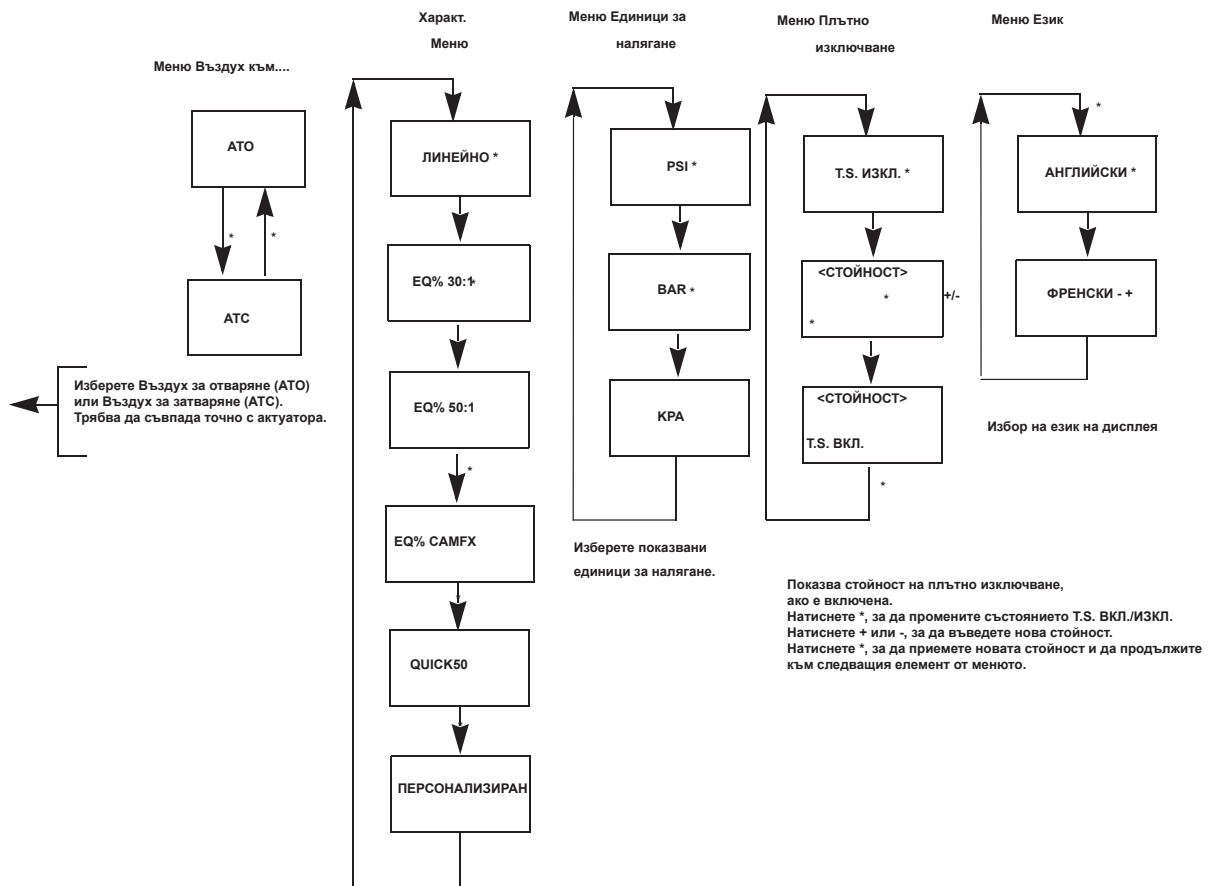 Меню Въздух към....
ATO
*
*
ATC
Изберете Въздух за отваряне (ATO)
или Въздух за затваряне (ATC).
Трябва да съвпада точно с актуатора.
Характ.
Меню
ЛИНЕЙНО *
EQ% 30:1*
EQ% 50:1
*
EQ% CAMFX
*
QUICK50
*
ПЕРСОНАЛИЗИРАН
Меню Единици за
налягане
PSI *
BAR *
KPA
Изберете показвани
единици за налягане.
Меню Плътно
изключване
T.S. ИЗКЛ. *
<СТОЙНОСТ>
*
+/-
*
<СТОЙНОСТ>
T.S. ВКЛ.
*
Показва стойност на плътно изключване,
ако е включена.
Натиснете *, за да промените състоянието T.S. ВКЛ./ИЗКЛ.
Натиснете + или -, за да въведете нова стойност.
Натиснете *, за да приемете новата стойност и да продължите
към следващия елемент от менюто.
Меню Език
*
АНГЛИЙСКИ *
ФРЕНСКИ - +
Избор на език на дисплея